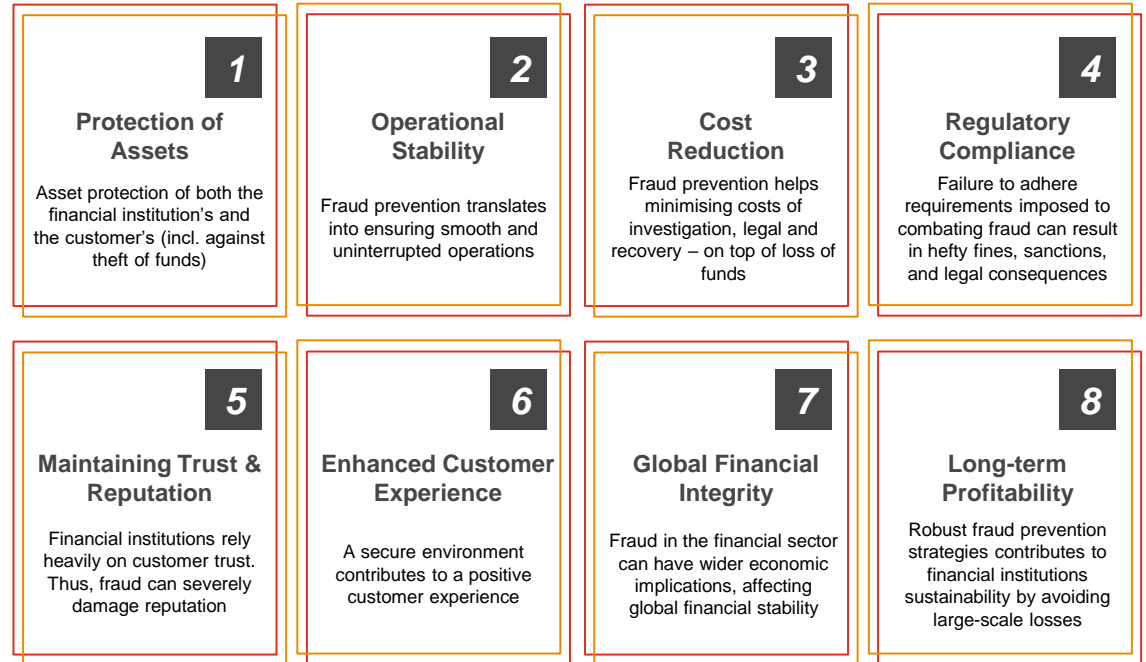 1
Protection of
Assets
Asset protection of both the
financial institution's and
the customer's (incl. against
theft of funds)
2
Operational
Stability
Fraud prevention translates
into ensuring smooth and
uninterrupted operations
3
Cost
Reduction
Fraud prevention helps
minimising costs of
investigation, legal and
recovery – on top of loss of
funds
4
Regulatory
Compliance
Failure to adhere
requirements imposed to
combating fraud can result
in hefty fines, sanctions,
and legal consequences
5
Maintaining Trust &
Reputation
Financial institutions rely
heavily on customer trust.
Thus, fraud can severely
damage reputation
6
Enhanced Customer
Experience
A secure environment
contributes to a positive
customer experience
7
Global Financial
Integrity
Fraud in the financial sector
can have wider economic
implications, affecting
global financial stability
8
Long-term
Profitability
Robust fraud prevention
strategies contributes to
financial institutions
sustainability by avoiding
large-scale losses